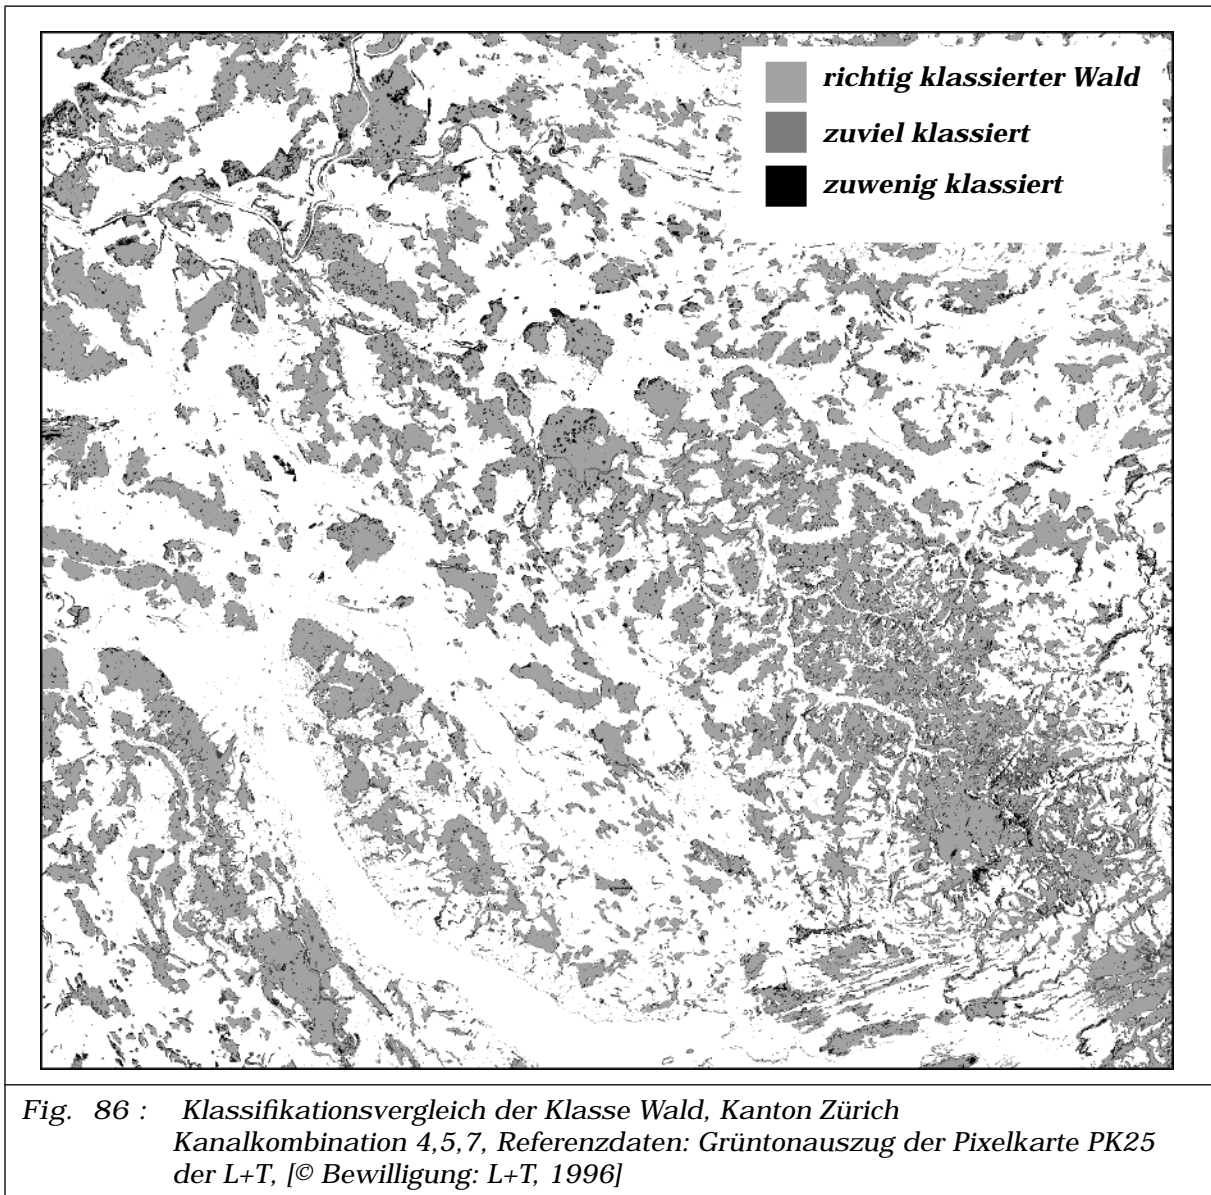 richtig klassierter Wald
zuviel klassiert
zuwenig klassiert
Fig. 86 : Klassifikationsvergleich der Klasse Wald, Kanton Zürich
Kanalkombination 4,5,7, Referenzdaten: Grüntonauszug der Pixelkarte PK25
der L+T, [© Bewilligung: L+T, 1996]